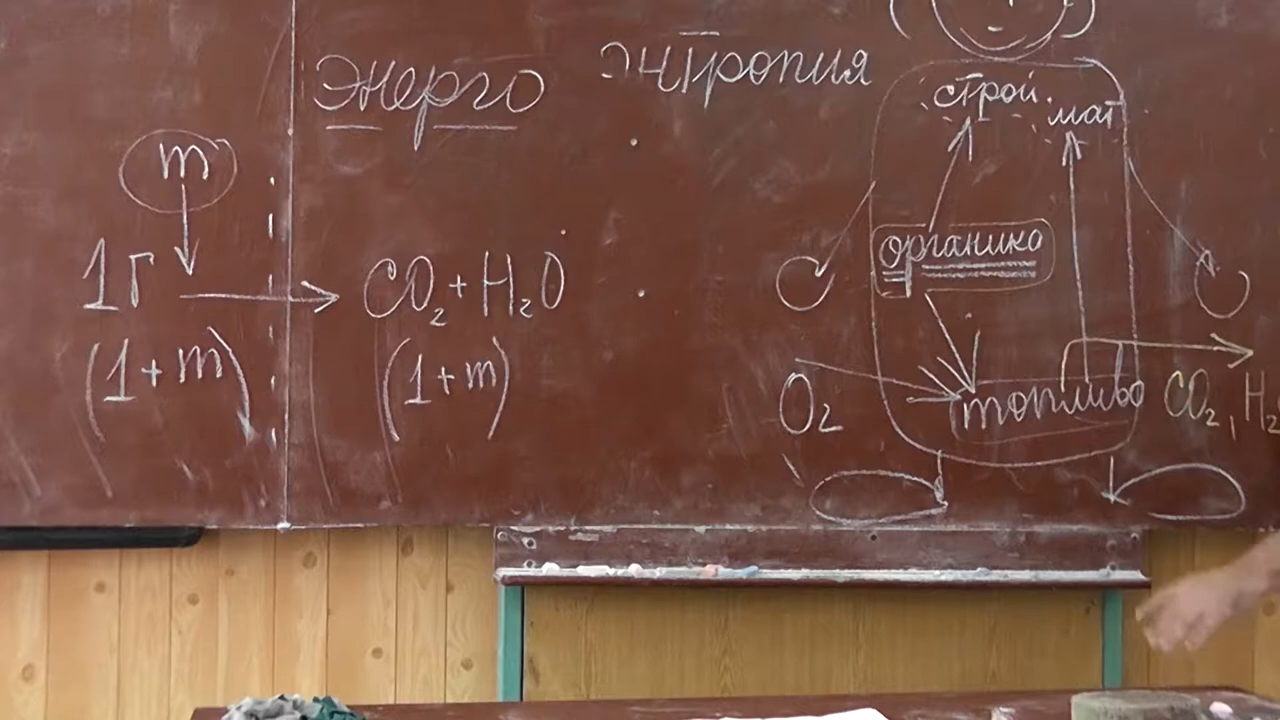 Энерго
энтропия
строй. мат
m
органика
1г → CO₂ + H₂O
(1 + m) (1 + m)
O₂ топливо CO₂, H₂